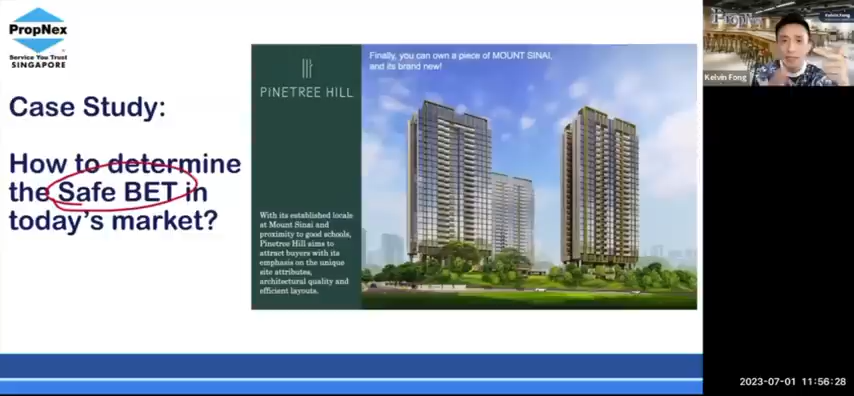 PropNex
Service You Trust
SINGAPORE
Case Study:
How to determine
the Safe BET in
today's market?
PINETREE HILL
With its established locale
at Mount Sinai and
proximity to good schools,
Pinetree Hill aims to
attract buyers with its
emphasis on the unique
site attributes,
architectural quality and
efficient layouts.
Finally, you can own a piece of MOUNT SINAI,
and its brand new!
PropNex
Kelvin Fong
Kelvin Fong
2023-07-01 11:56:28